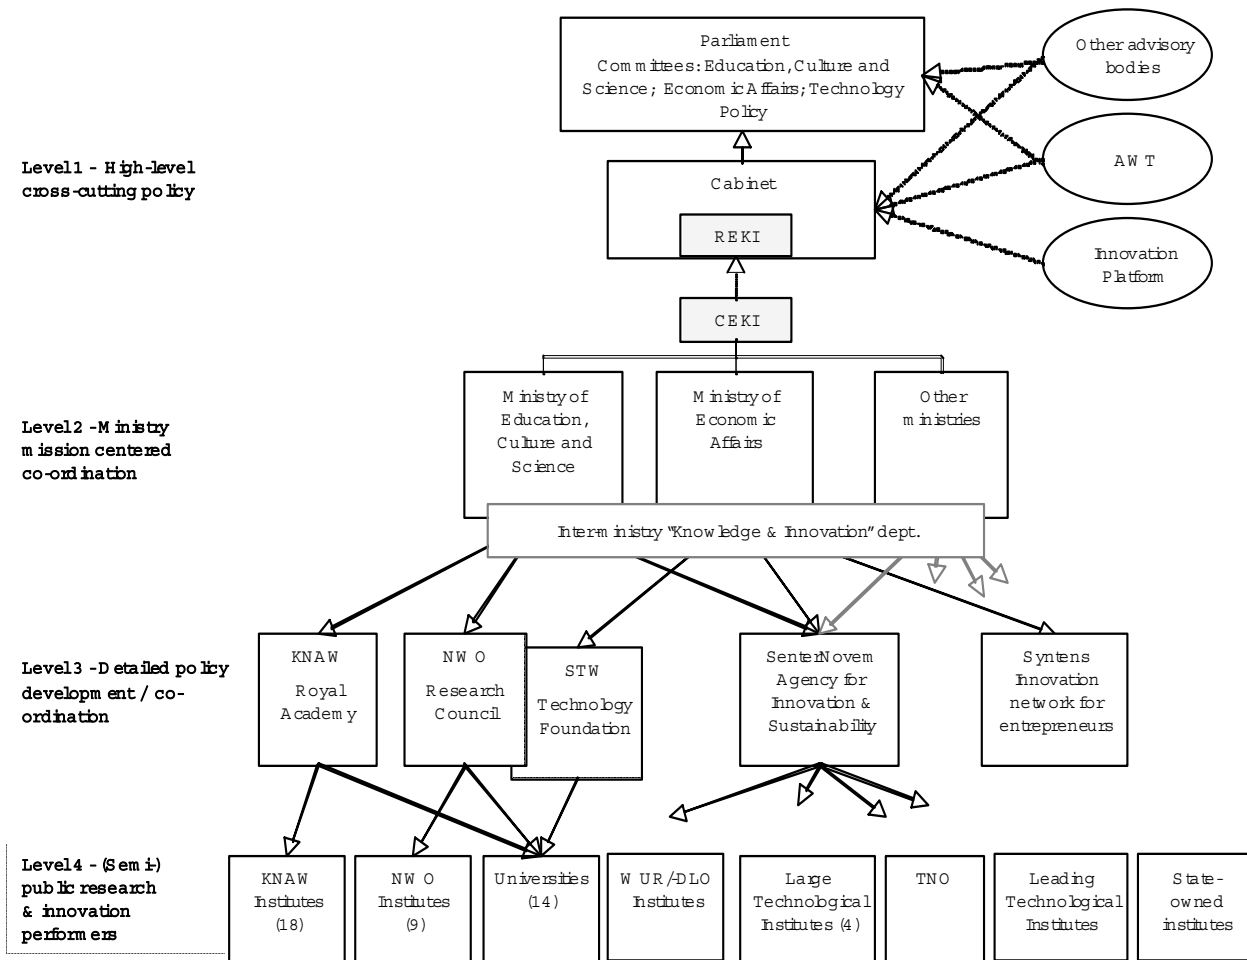 Parliament
Committees: Education, Culture and
Science; Economic Affairs; Technology
Policy
Other advisory
bodies
AWT
Innovation
Platform
Level 1 - High-level
cross-cutting policy
Cabinet
REKI
CEKI
Level 2 - Ministry
mission centered
co-ordination
Ministry of
Education,
Culture and
Science
Ministry of
Economic
Affairs
Other
ministries
Inter-ministry "Knowledge & Innovation" dept.
Level 3 - Detailed policy
development / co-
ordination
KNAW
Royal
Academy
NWO
Research
Council
STW
Technology
Foundation
SenterNovem
Agency for
Innovation &
Sustainability
Syntens
Innovation
network for
entrepreneurs
Level 4 - (Semi-)
public research
& innovation
performers
KNAW
Institutes
(18)
NWO
Institutes
(9)
Universities
(14)
WUR/DLO
Institutes
Large
Technological
Institutes (4)
TNO
Leading
Technological
Institutes
State-
owned
institutes